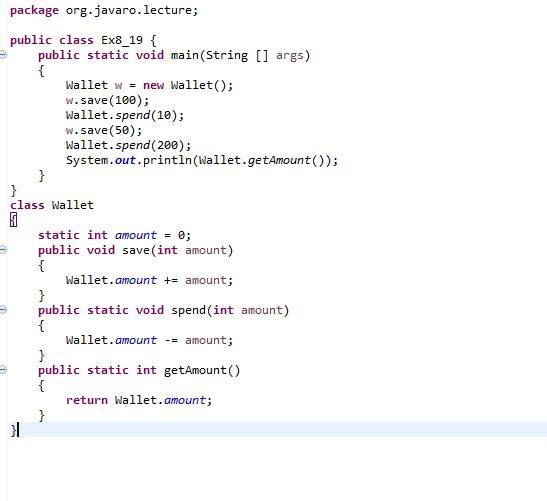 package org.javaro.lecture;
public class Ex8_19 {
public static void main(String [] args)
{
Wallet w = new Wallet();
w.save(100);
Wallet.spend(10);
w.save(50);
Wallet.spend(200);
System.out.println(Wallet.getAmount());
}
}
class Wallet
{
static int amount = 0;
public void save(int amount)
{
Wallet.amount += amount;
}
public static void spend(int amount)
{
Wallet.amount -= amount;
}
public static int getAmount()
{
return Wallet.amount;
}
}